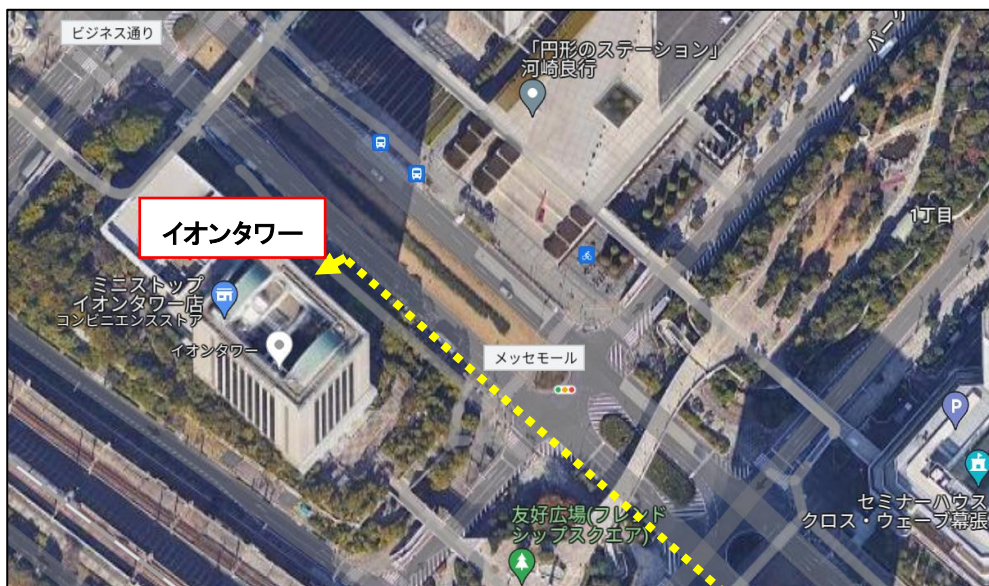 ビジネス通り
「円形のステーション」
河崎良行
1丁目
イオンタワー
ミニストップ
イオンタワー店
コンビニエンスストア
イオンタワー
メッセモール
P
セミナーハウス
クロス・ウェーブ幕張
友好広場(フレンド
シップスクエア)